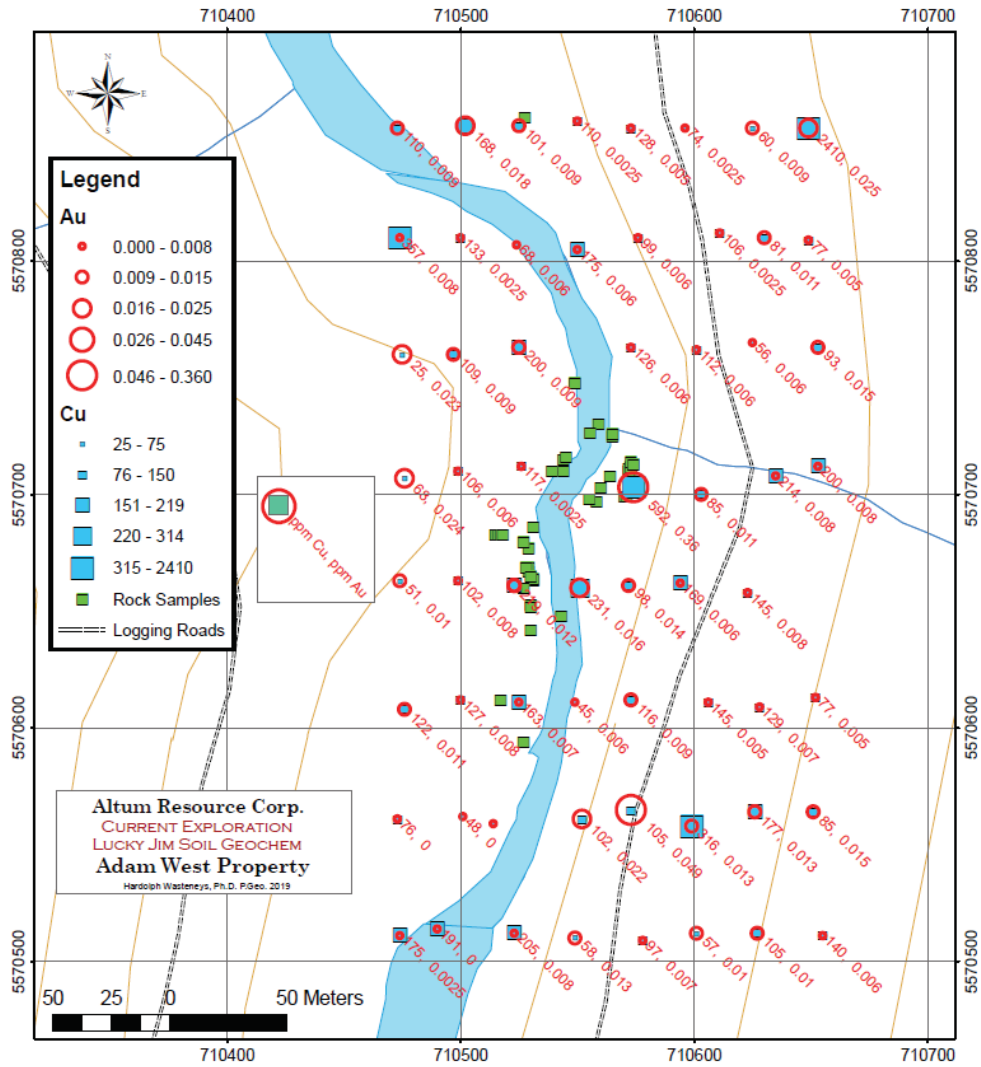 710400 710500 710600 710700
N
W E
S
110, 0.009
168, 0.018
101, 0.009
110, 0.0025
74, 0.0025
60, 0.009
2410, 0.025
Legend
Au
0.000 - 0.008
0.009 - 0.015
0.016 - 0.025
0.026 - 0.045
0.046 - 0.360
Cu
25 - 75
76 - 150
151 - 219
220 - 314
315 - 2410
Rock Samples
Logging Roads
5570800
357, 0.008
133, 0.0025
68, 0.006
175, 0.006
99, 0.006
106, 0.0025
81, 0.011
77, 0.005
5570800
25, 0.023
109, 0.009
200, 0.009
126, 0.006
112, 0.006
56, 0.006
93, 0.015
5570700
ppm Cu, ppm Au
68, 0.024
106, 0.006
117, 0.0025
592, 0.36
85, 0.011
214, 0.008
200, 0.008
5570700
51, 0.01
102, 0.008
219, 0.012
231, 0.016
98, 0.014
169, 0.006
145, 0.008
5570600
122, 0.011
127, 0.008
163, 0.007
45, 0.006
116, 0.009
145, 0.005
129, 0.007
77, 0.005
5570600
Altum Resource Corp.
CURRENT EXPLORATION
LUCKY JIM SOIL GEOCHEM
Adam West Property
Hardolph Wasteneys, Ph.D. P.Geo. 2019
76, 0
48, 0
102, 0.022
105, 0.049
316, 0.013
177, 0.013
85, 0.015
5570500
175, 0.0025
191, 0
205, 0.008
58, 0.013
97, 0.007
57, 0.01
105, 0.01
140, 0.006
5570500
50 25 0 50 Meters
710400 710500 710600 710700